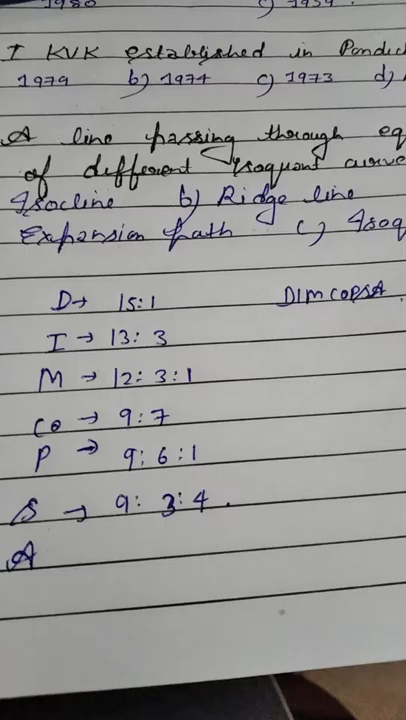 1980 c) 1959
I KVK established in Pondic
1979 b) 1974 c) 1973 d)
A line passing through eq
of different Isoquant curve
Isocline b) Ridge line
Expansion path c) Isoq
D → 15:1 DIMCOPSA.
I → 13:3
M → 12:3:1
Co → 9:7
P → 9:6:1
S → 9:3:4.
A